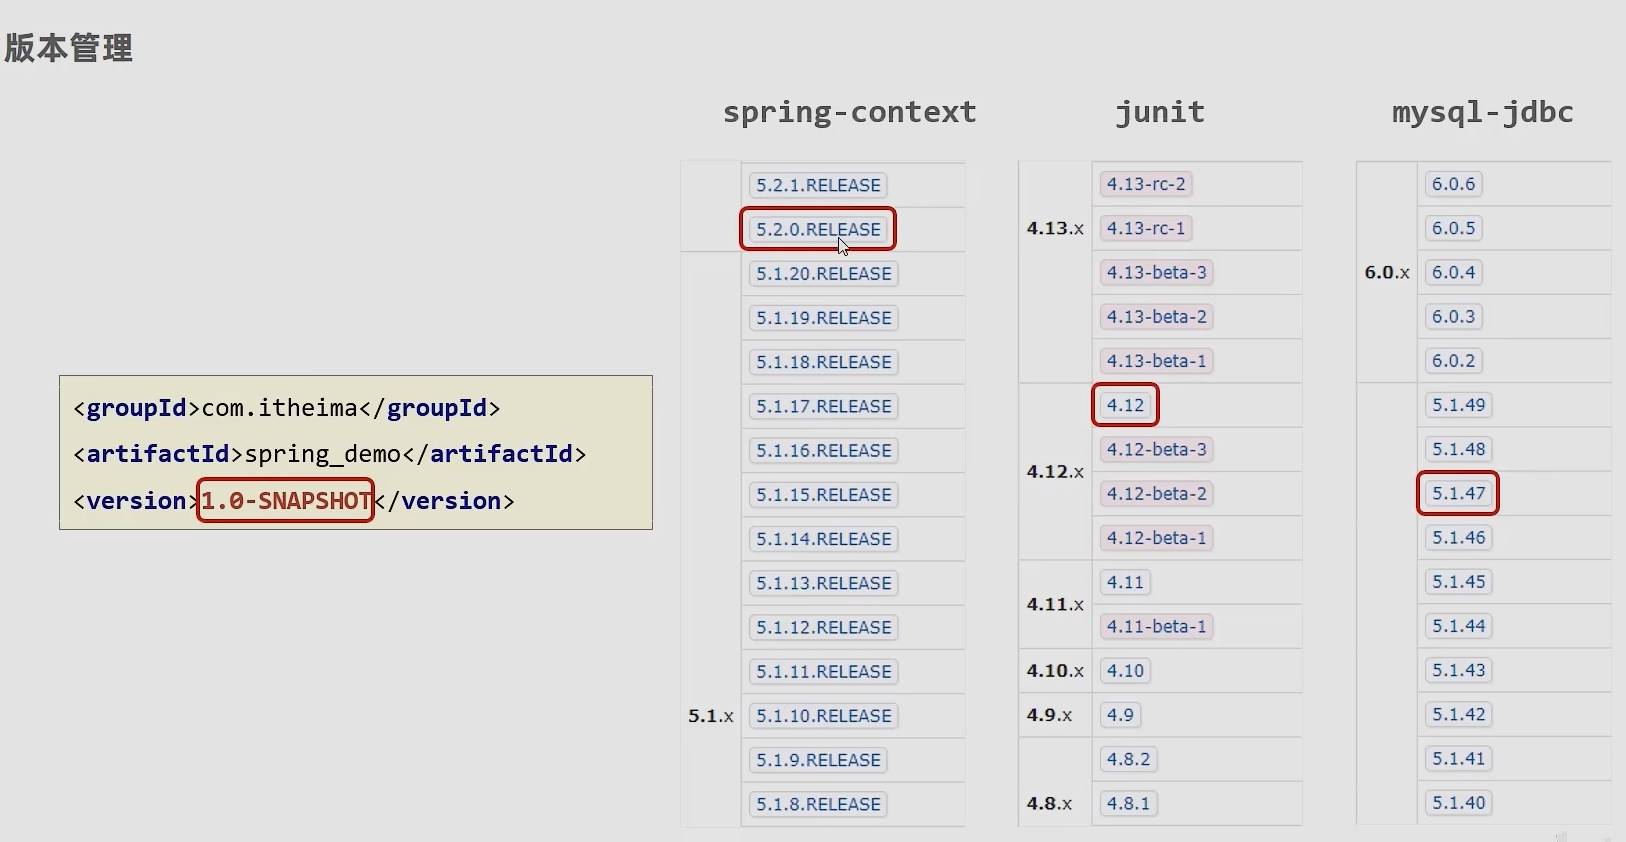 版本管理
spring-context
junit
mysql-jdbc
<groupId>com.itheima</groupId>
<artifactId>spring_demo</artifactId>
<version>1.0-SNAPSHOT</version>
5.2.1.RELEASE
5.2.0.RELEASE
5.1.x
5.1.20.RELEASE
5.1.19.RELEASE
5.1.18.RELEASE
5.1.17.RELEASE
5.1.16.RELEASE
5.1.15.RELEASE
5.1.14.RELEASE
5.1.13.RELEASE
5.1.12.RELEASE
5.1.11.RELEASE
5.1.10.RELEASE
5.1.9.RELEASE
5.1.8.RELEASE
4.13.x
4.13-rc-2
4.13-rc-1
4.13-beta-3
4.13-beta-2
4.13-beta-1
4.12.x
4.12
4.12-beta-3
4.12-beta-2
4.12-beta-1
4.11.x
4.11
4.11-beta-1
4.10.x
4.10
4.9.x
4.9
4.8.x
4.8.2
4.8.1
6.0.x
6.0.6
6.0.5
6.0.4
6.0.3
6.0.2
5.1.49
5.1.48
5.1.47
5.1.46
5.1.45
5.1.44
5.1.43
5.1.42
5.1.41
5.1.40